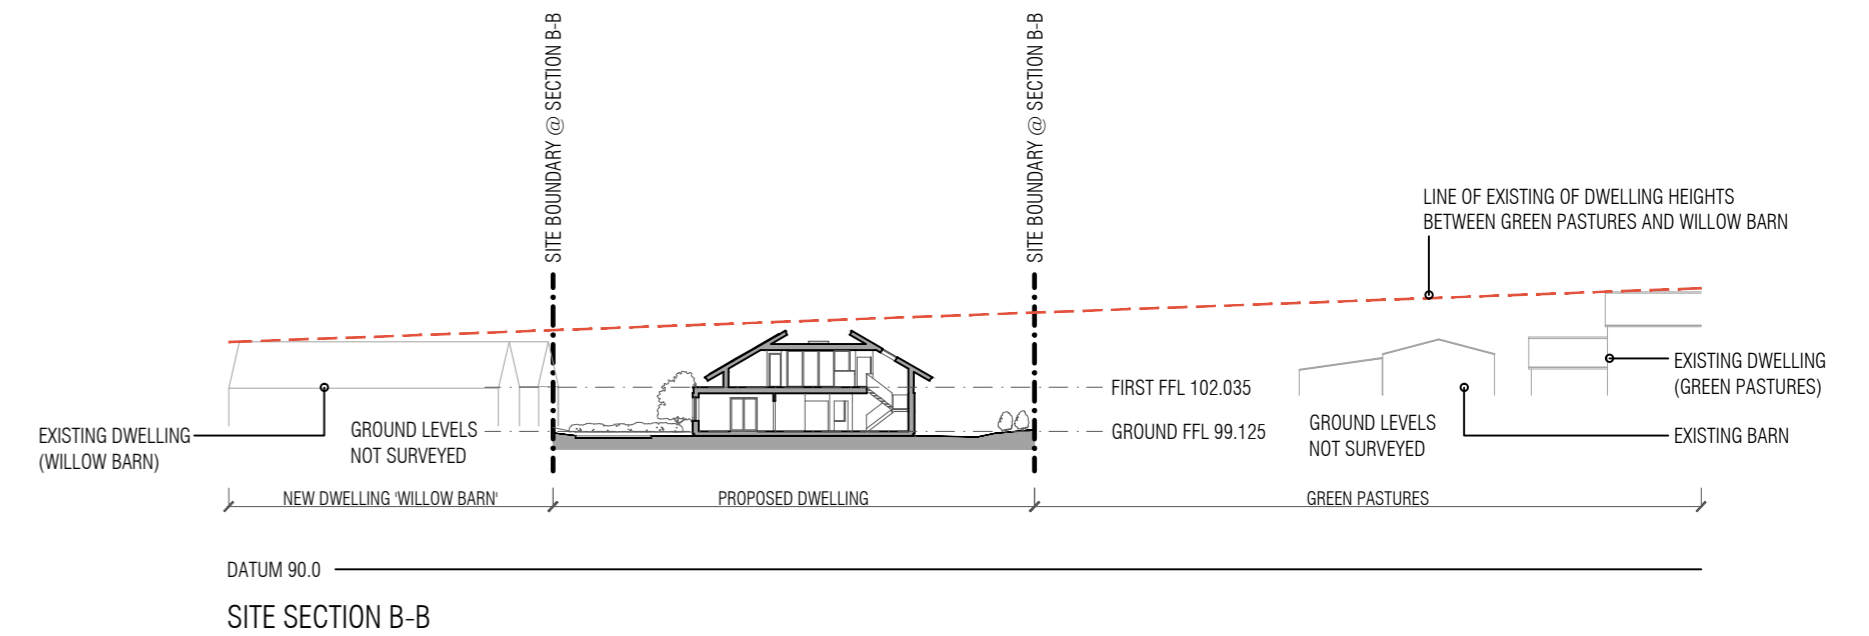 SITE BOUNDARY @ SECTION B-B
SITE BOUNDARY @ SECTION B-B
LINE OF EXISTING OF DWELLING HEIGHTS
BETWEEN GREEN PASTURES AND WILLOW BARN
FIRST FFL 102.035
GROUND FFL 99.125
EXISTING DWELLING
(WILLOW BARN)
GROUND LEVELS
NOT SURVEYED
GROUND LEVELS
NOT SURVEYED
EXISTING DWELLING
(GREEN PASTURES)
EXISTING BARN
NEW DWELLING 'WILLOW BARN'
PROPOSED DWELLING
GREEN PASTURES
DATUM 90.0
SITE SECTION B-B